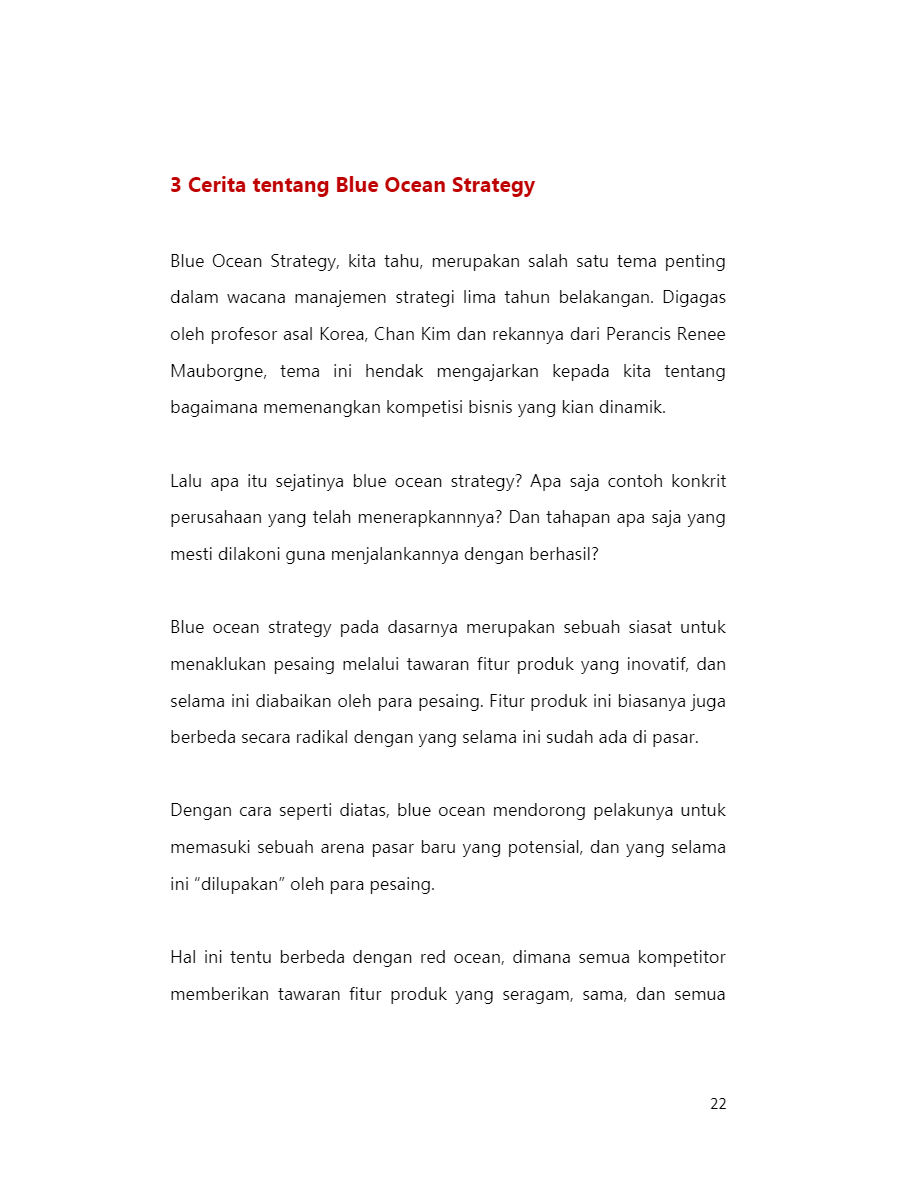 3 Cerita tentang Blue Ocean Strategy
Blue Ocean Strategy, kita tahu, merupakan salah satu tema penting
dalam wacana manajemen strategi lima tahun belakangan. Digagas
oleh profesor asal Korea, Chan Kim dan rekannya dari Perancis Renee
Mauborgne, tema ini hendak mengajarkan kepada kita tentang
bagaimana memenangkan kompetisi bisnis yang kian dinamik.
Lalu apa itu sejatinya blue ocean strategy? Apa saja contoh konkrit
perusahaan yang telah menerapkannnya? Dan tahapan apa saja yang
mesti dilakoni guna menjalankannya dengan berhasil?
Blue ocean strategy pada dasarnya merupakan sebuah siasat untuk
menaklukan pesaing melalui tawaran fitur produk yang inovatif, dan
selama ini diabaikan oleh para pesaing. Fitur produk ini biasanya juga
berbeda secara radikal dengan yang selama ini sudah ada di pasar.
Dengan cara seperti diatas, blue ocean mendorong pelakunya untuk
memasuki sebuah arena pasar baru yang potensial, dan yang selama
ini “dilupakan” oleh para pesaing.
Hal ini tentu berbeda dengan red ocean, dimana semua kompetitor
memberikan tawaran fitur produk yang seragam, sama, dan semua
22